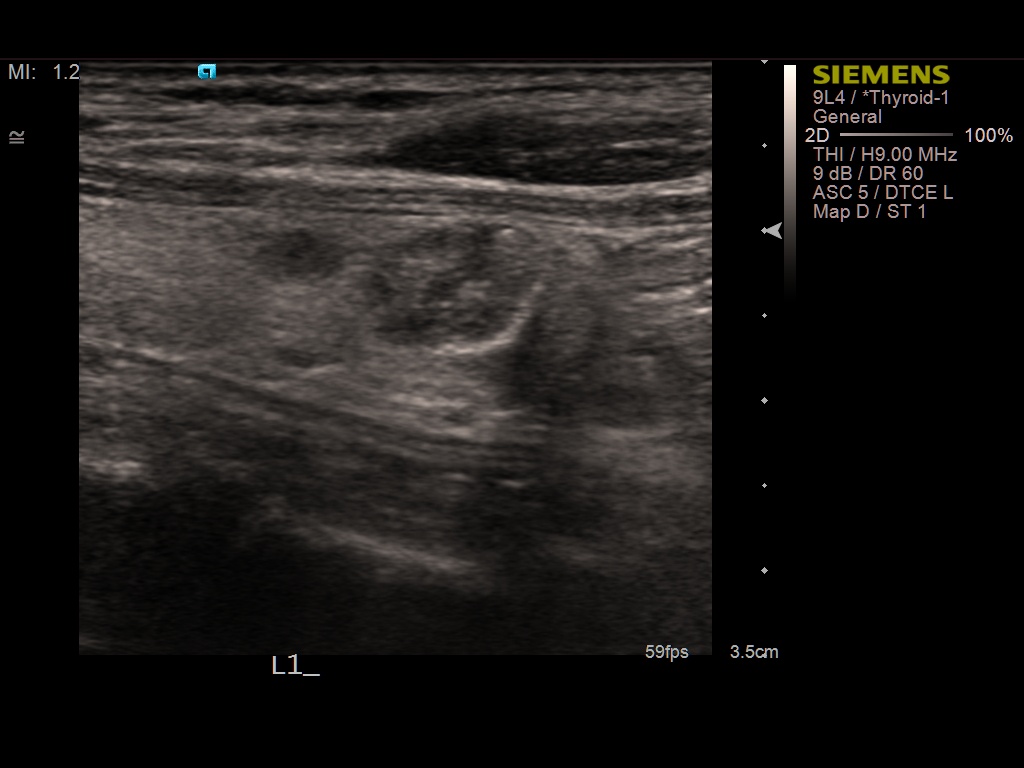 MI: 1.2
SIEMENS
9L4 / *Thyroid-1
General
2D 100%
THI / H9.00 MHz
9 dB / DR 60
ASC 5 / DTCE L
Map D / ST 1
59fps 3.5cm
L1_